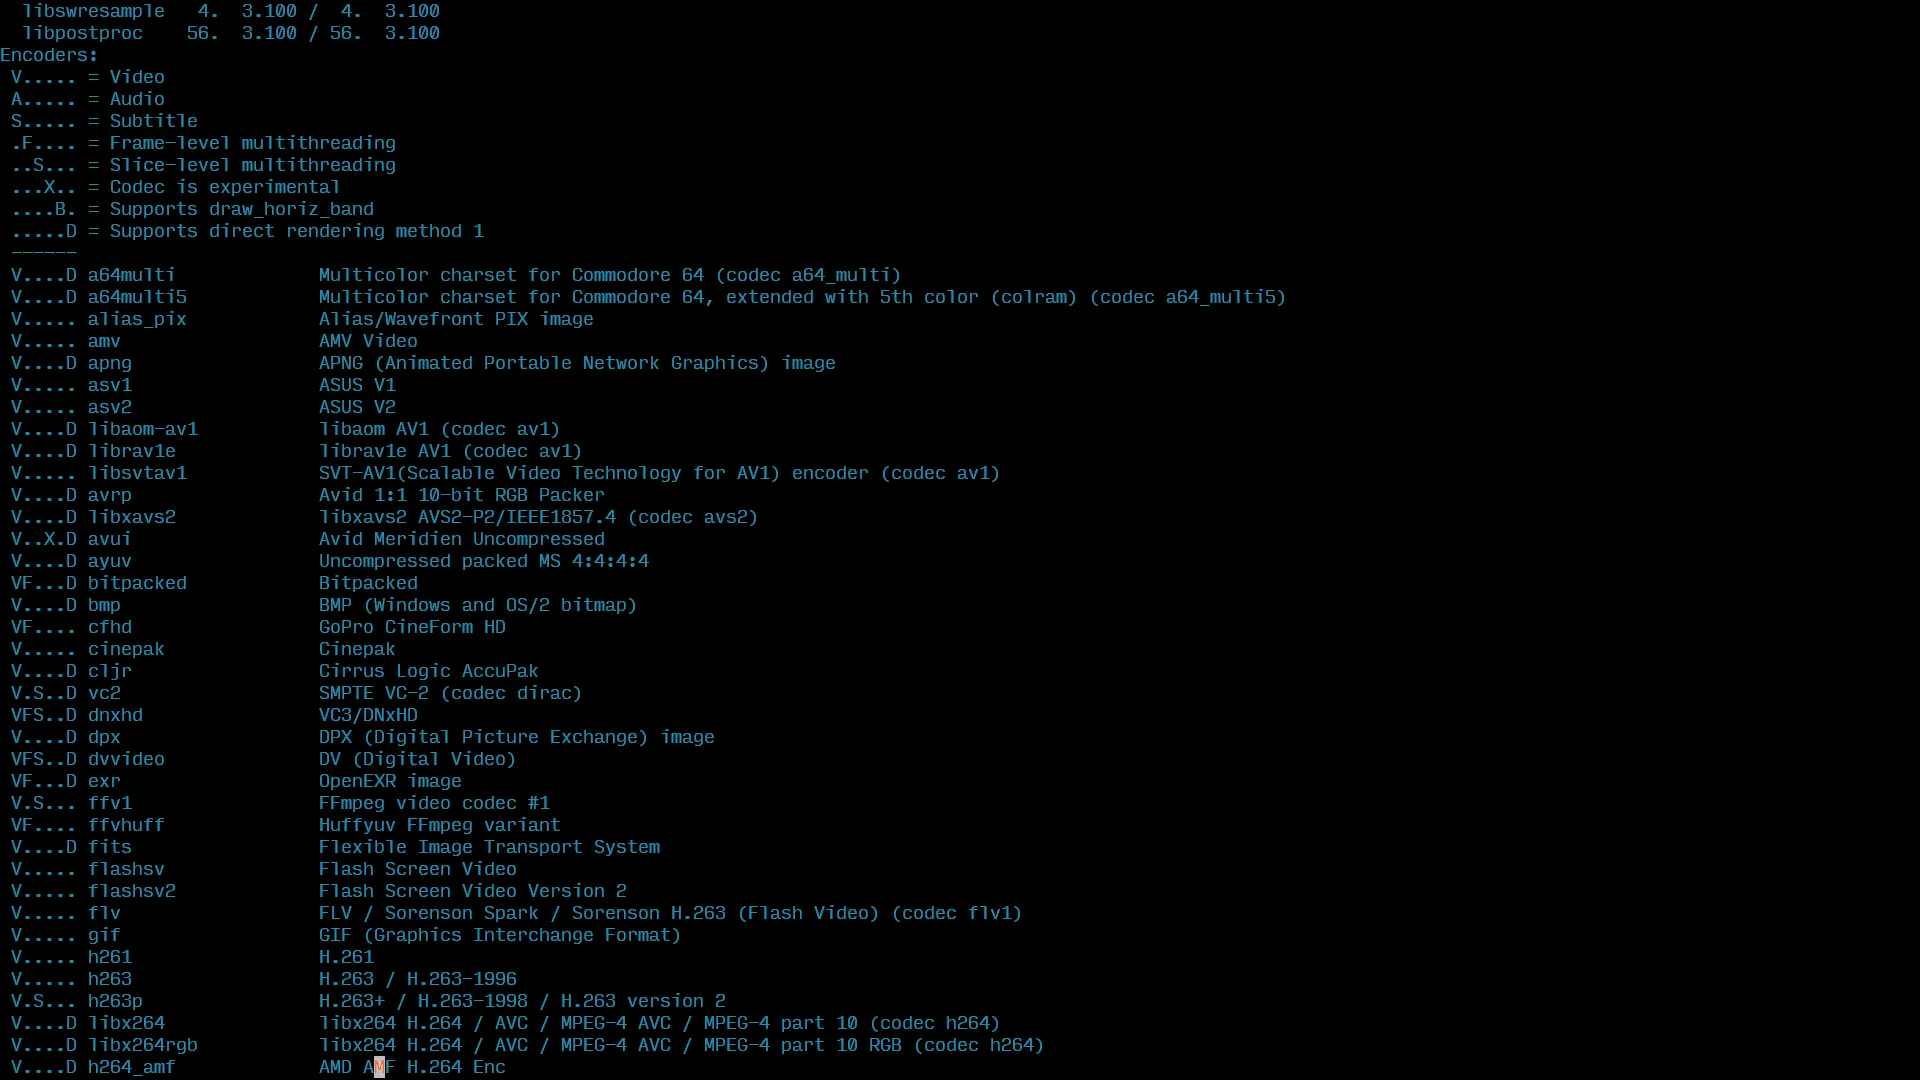 libswresample   4.  3.100 /  4.  3.100
libpostproc    56.  3.100 / 56.  3.100
Encoders:
V..... = Video
A..... = Audio
S..... = Subtitle
.F.... = Frame-level multithreading
..S... = Slice-level multithreading
...X.. = Codec is experimental
....B. = Supports draw_horiz_band
.....D = Supports direct rendering method 1
------
V....D a64multi             Multicolor charset for Commodore 64 (codec a64_multi)
V....D a64multi5            Multicolor charset for Commodore 64, extended with 5th color (colram) (codec a64_multi5)
V..... alias_pix            Alias/Wavefront PIX image
V..... amv                  AMV Video
V....D apng                 APNG (Animated Portable Network Graphics) image
V..... asv1                 ASUS V1
V..... asv2                 ASUS V2
V....D libaom-av1           libaom AV1 (codec av1)
V....D librav1e             librav1e AV1 (codec av1)
V..... libsvtav1            SVT-AV1(Scalable Video Technology for AV1) encoder (codec av1)
V....D avrp                 Avid 1:1 10-bit RGB Packer
V....D libxavs2             libxavs2 AVS2-P2/IEEE1857.4 (codec avs2)
V..X.D avui                 Avid Meridien Uncompressed
V....D ayuv                 Uncompressed packed MS 4:4:4:4
VF...D bitpacked            Bitpacked
V....D bmp                  BMP (Windows and OS/2 bitmap)
VF.... cfhd                 GoPro CineForm HD
V..... cinepak              Cinepak
V....D cljr                 Cirrus Logic AccuPak
V.S..D vc2                  SMPTE VC-2 (codec dirac)
VFS..D dnxhd                VC3/DNxHD
V....D dpx                  DPX (Digital Picture Exchange) image
VFS..D dvvideo              DV (Digital Video)
VF...D exr                  OpenEXR image
V.S... ffv1                 FFmpeg video codec #1
VF.... ffvhuff              Huffyuv FFmpeg variant
V....D fits                 Flexible Image Transport System
V..... flashsv              Flash Screen Video
V..... flashsv2             Flash Screen Video Version 2
V..... flv                  FLV / Sorenson Spark / Sorenson H.263 (Flash Video) (codec flv1)
V..... gif                  GIF (Graphics Interchange Format)
V..... h261                 H.261
V..... h263                 H.263 / H.263-1996
V.S... h263p                H.263+ / H.263-1998 / H.263 version 2
V....D libx264              libx264 H.264 / AVC / MPEG-4 AVC / MPEG-4 part 10 (codec h264)
V....D libx264rgb           libx264 H.264 / AVC / MPEG-4 AVC / MPEG-4 part 10 RGB (codec h264)
V....D h264_amf             AMD AMF H.264 Enc